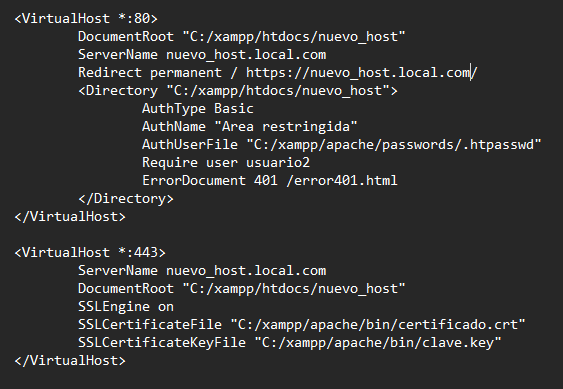 <VirtualHost *:80>
DocumentRoot "C:/xampp/htdocs/nuevo_host"
ServerName nuevo_host.local.com
Redirect permanent / https://nuevo_host.local.com/
<Directory "C:/xampp/htdocs/nuevo_host">
AuthType Basic
AuthName "Area restringida"
AuthUserFile "C:/xampp/apache/passwords/.htpasswd"
Require user usuario2
ErrorDocument 401 /error401.html
</Directory>
</VirtualHost>
<VirtualHost *:443>
ServerName nuevo_host.local.com
DocumentRoot "C:/xampp/htdocs/nuevo_host"
SSLEngine on
SSLCertificateFile "C:/xampp/apache/bin/certificado.crt"
SSLCertificateKeyFile "C:/xampp/apache/bin/clave.key"
</VirtualHost>